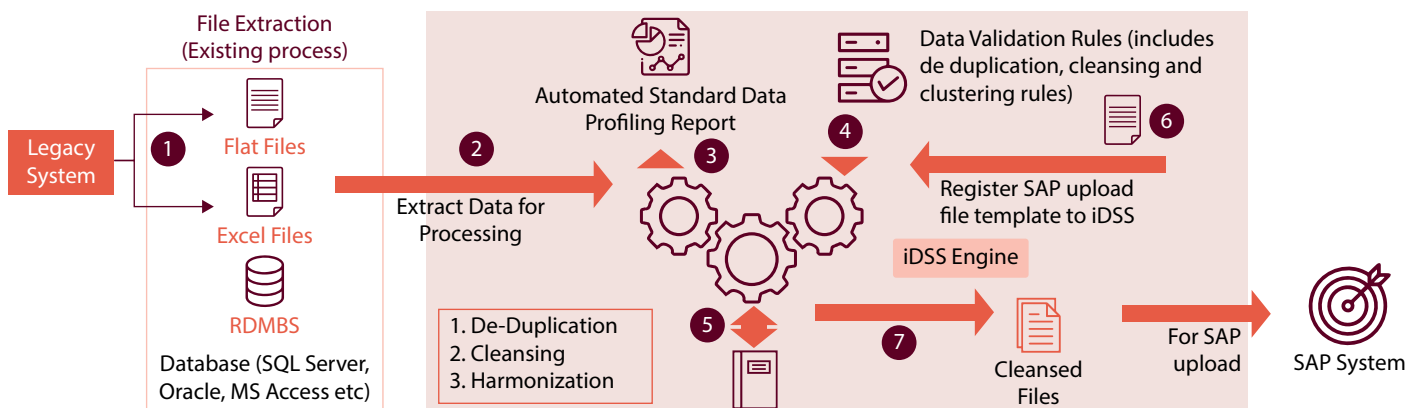 File Extraction
(Existing process)
Legacy
System
1
Flat Files
Excel Files
RDMBS
Database (SQL Server,
Oracle, MS Access etc)
2
Extract Data for
Processing
Automated Standard Data
Profiling Report
3
4
Data Validation Rules (includes
de duplication, cleansing and
clustering rules)
6
Register SAP upload
file template to iDSS
iDSS Engine
1. De-Duplication
2. Cleansing
3. Harmonization
5
7
Cleansed
Files
For SAP
upload
SAP System